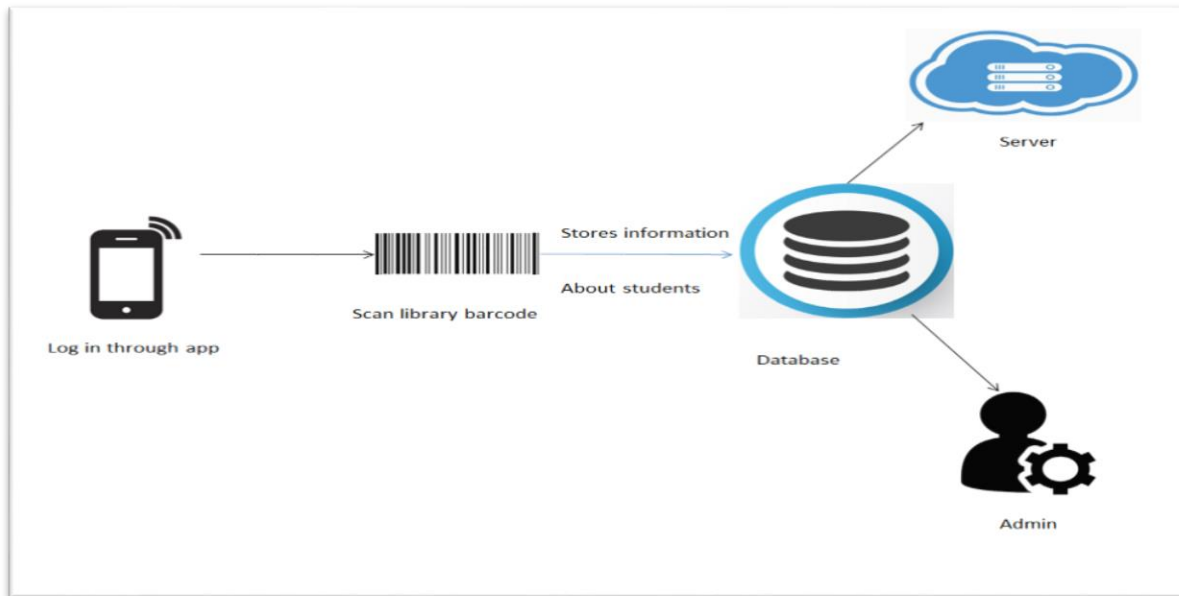 Server
Stores information
About students
Scan library barcode
Log in through app
Database
Admin